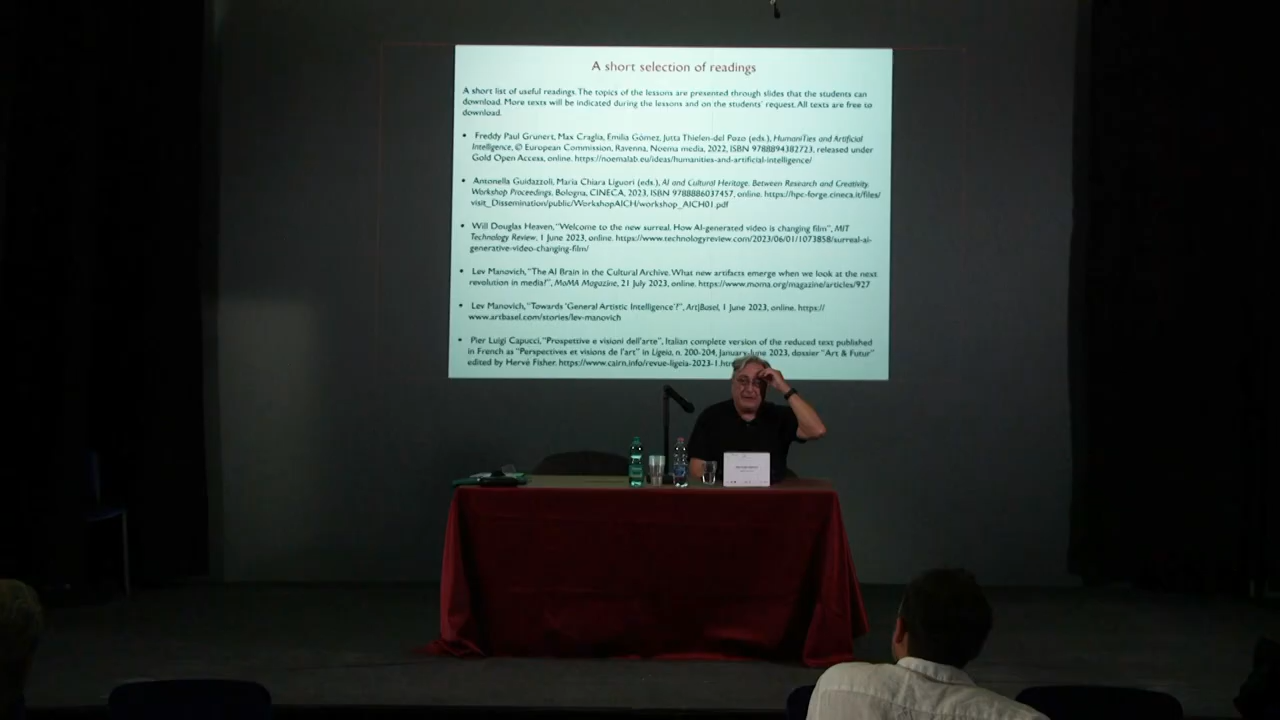 A short selection of readings
A short list of useful readings. The topics of the lessons are presented through slides that the students can
download. More texts will be indicated during the lessons and on the students' request. All texts are free to
download.
• Freddy Paul Grunert, Max Craglia, Emilia Gómez, Jutta Thielen-del Pozo (eds.), HumaniTies and Artificial
Intelligence, © European Commission, Ravenna, Noema media, 2022, ISBN 9788894382723, released under
Gold Open Access, online. https://noemalab.eu/ideas/humanities-and-artificial-intelligence/
• Antonella Guidazzoli, Maria Chiara Liguori (eds.), AI and Cultural Heritage. Between Research and Creativity.
Workshop Proceedings, Bologna, CINECA, 2023, ISBN 9788886037457, online. https://hpc-forge.cineca.it/files/
visit_Dissemination/public/WorkshopAICH/workshop_AICH01.pdf
• Will Douglas Heaven, "Welcome to the new surreal. How AI-generated video is changing film", MIT
Technology Review, 1 June 2023, online. https://www.technologyreview.com/2023/06/01/1073858/surreal-ai-
generative-video-changing-film/
• Lev Manovich, "The AI Brain in the Cultural Archive. What new artifacts emerge when we look at the next
revolution in media?", MoMA Magazine, 21 July 2023, online. https://www.moma.org/magazine/articles/927
• Lev Manovich, "Towards 'General Artistic Intelligence'?", Art|Basel, 1 June 2023, online. https://
www.artbasel.com/stories/lev-manovich
• Pier Luigi Capucci, "Prospettive e visioni dell'arte", Italian complete version of the reduced text published
in French as "Perspectives et visions de l'art" in Ligeia, n. 200-204, January-June 2023, dossier "Art & Futur"
edited by Hervé Fisher. https://www.cairn.info/revue-ligeia-2023-1.htm